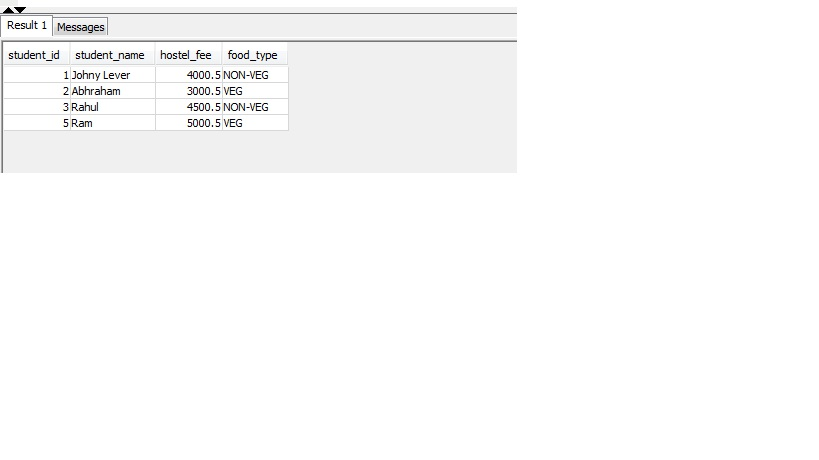 Result 1 Messages
student_id student_name hostel_fee food_type
1 Johny Lever 4000.5 NON-VEG
2 Abhraham 3000.5 VEG
3 Rahul 4500.5 NON-VEG
5 Ram 5000.5 VEG